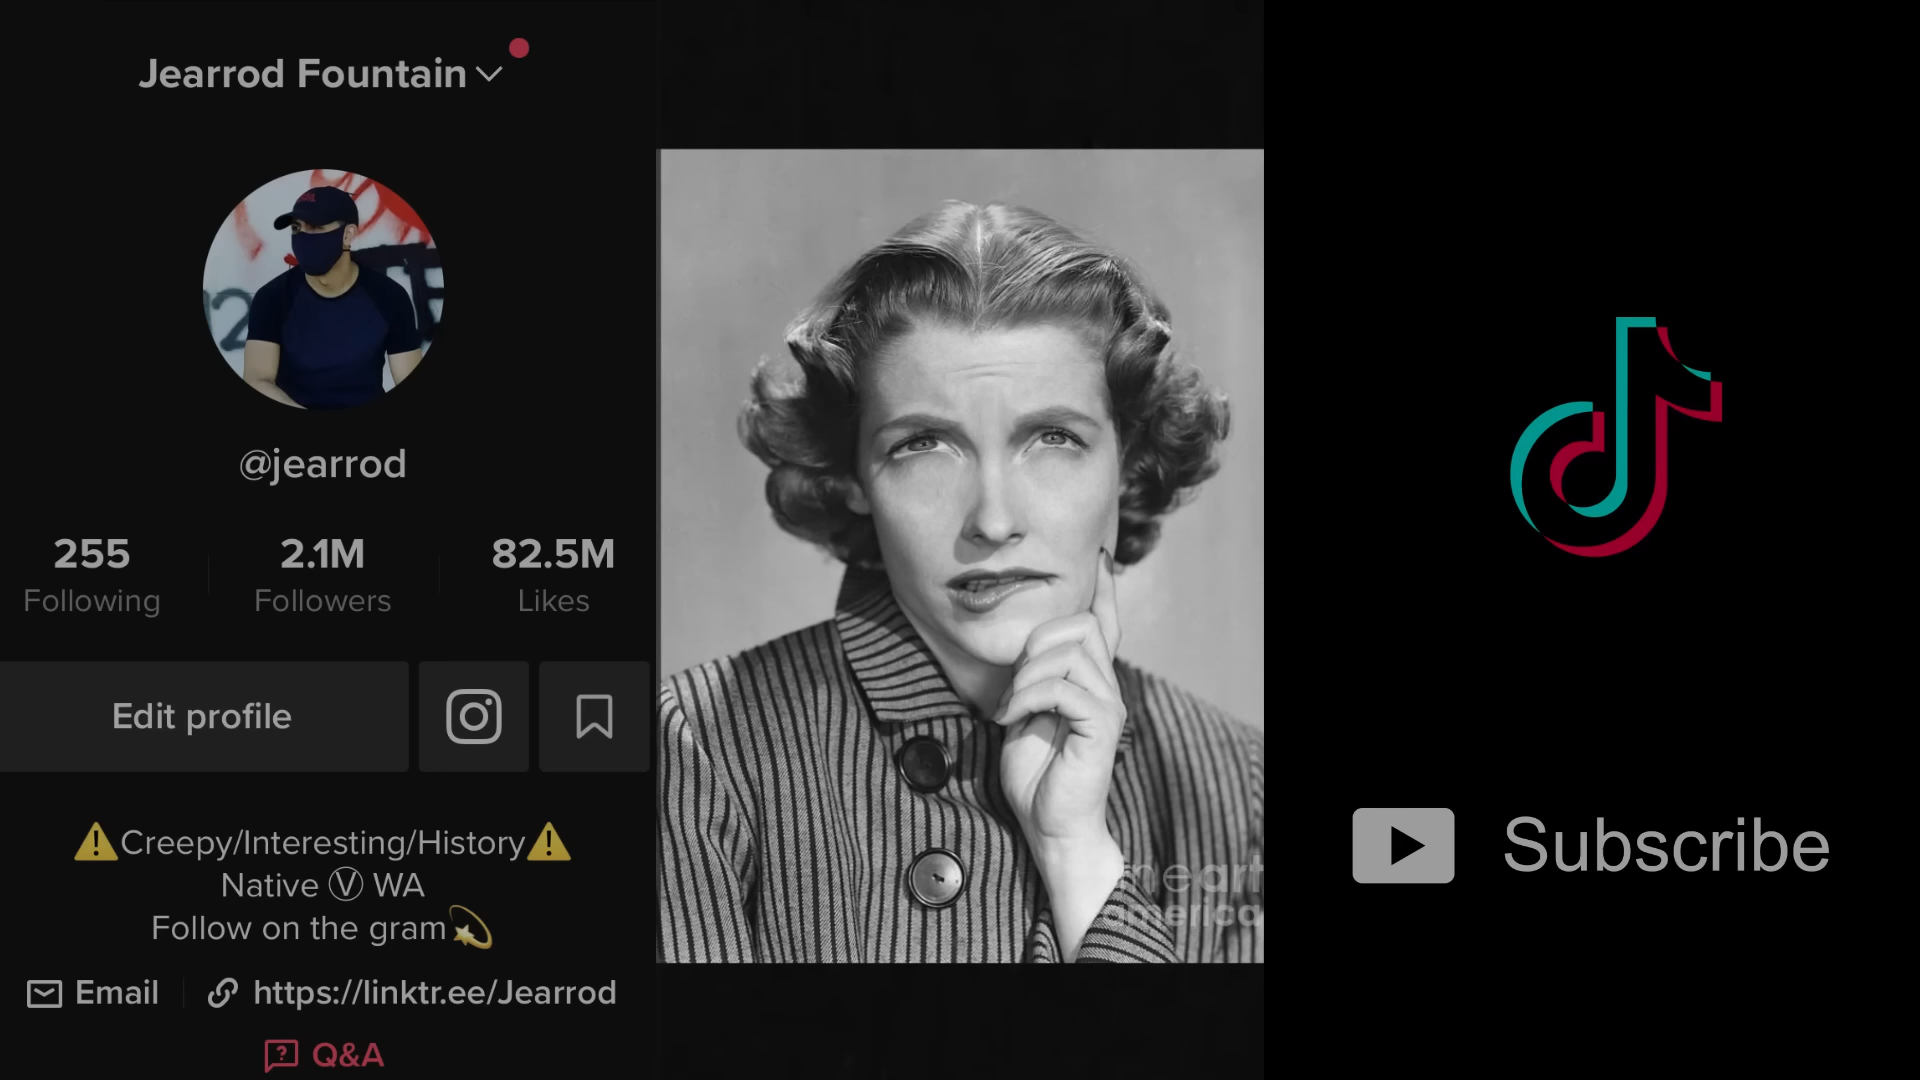 Jearrod Fountain
@jearrod
255 2.1M 82.5M
Following Followers Likes
Edit profile
⚠️Creepy/Interesting/History⚠️
Native Ⓥ WA
Follow on the gram💫
Email https://linktr.ee/Jearrod
Q&A
america
Subscribe